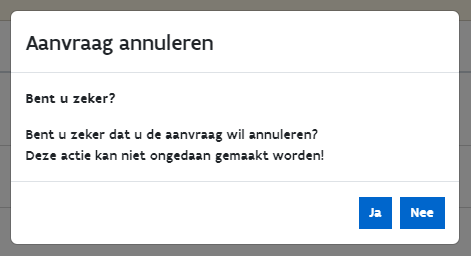 Aanvraag annuleren
Bent u zeker?
Bent u zeker dat u de aanvraag wil annuleren?
Deze actie kan niet ongedaan gemaakt worden!
Ja
Nee